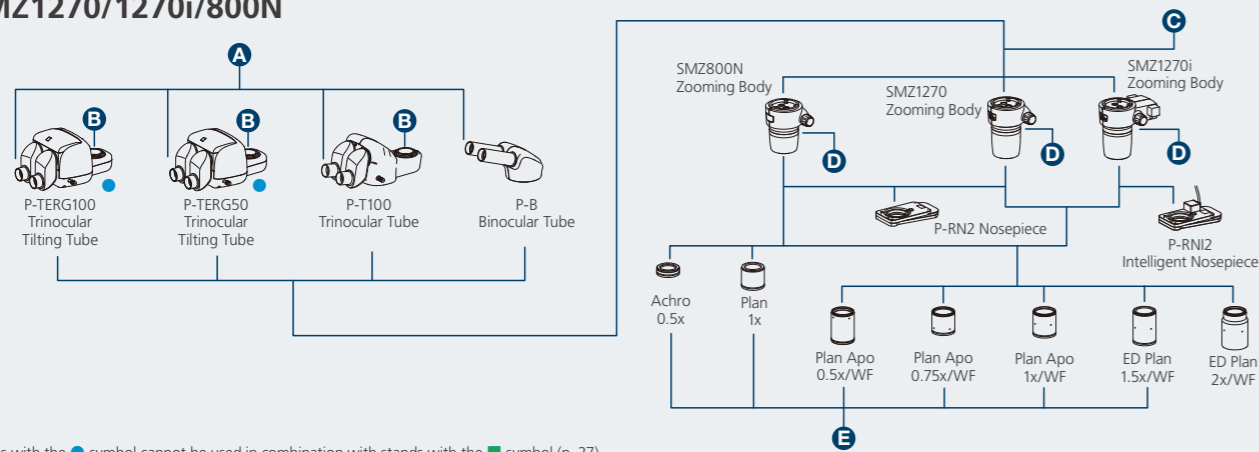 MZ1270/1270i/800N
A
C
B
B
B
P-TERG100
Trinocular
Tilting Tube
P-TERG50
Trinocular
Tilting Tube
P-T100
Trinocular Tube
P-B
Binocular Tube
SMZ800N
Zooming Body
SMZ1270
Zooming Body
SMZ1270i
Zooming Body
D
D
D
P-RN2 Nosepiece
P-RNI2
Intelligent Nosepiece
Achro
0.5x
Plan
1x
Plan Apo
0.5x/WF
Plan Apo
0.75x/WF
Plan Apo
1x/WF
ED Plan
1.5x/WF
ED Plan
2x/WF
E
s with the symbol cannot be used in combination with stands with the symbol (p. 27)